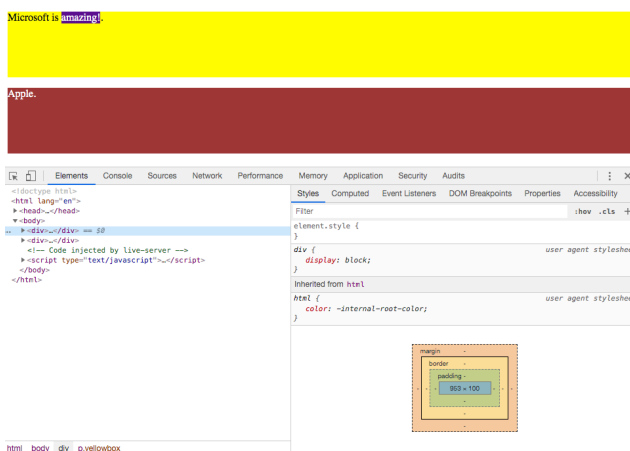 Microsoft is amazing!.
Apple.
Elements Console Sources Network Performance Memory Application Security Audits
<!doctype html>
<html lang="en">
<head>…</head>
<body>
… <div>…</div> == $0
<div>…</div>
<!-- Code injected by live-server -->
<script type="text/javascript">…</script>
</body>
</html>
html body div p.yellowbox
Styles Computed Event Listeners DOM Breakpoints Properties Accessibility
Filter :hov .cls +
element.style {
}
div { user agent styleshee
display: block;
}
Inherited from html
html { user agent styleshee
color: -internal-root-color;
}
margin -
border -
padding -
- - - 953 × 100 - - -
-
-
-